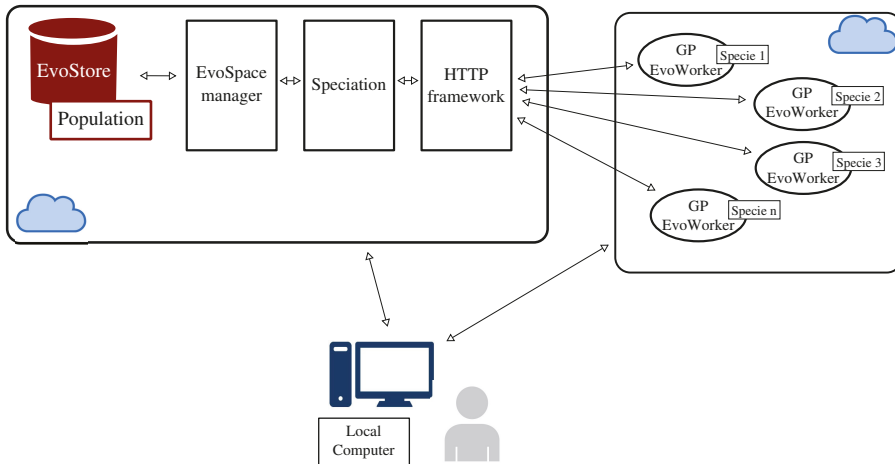 EvoStore
Population
EvoSpace
manager
Speciation
HTTP
framework
GP
EvoWorker
Specie 1
GP
EvoWorker
Specie 2
GP
EvoWorker
Specie 3
GP
EvoWorker
Specie n
Local
Computer